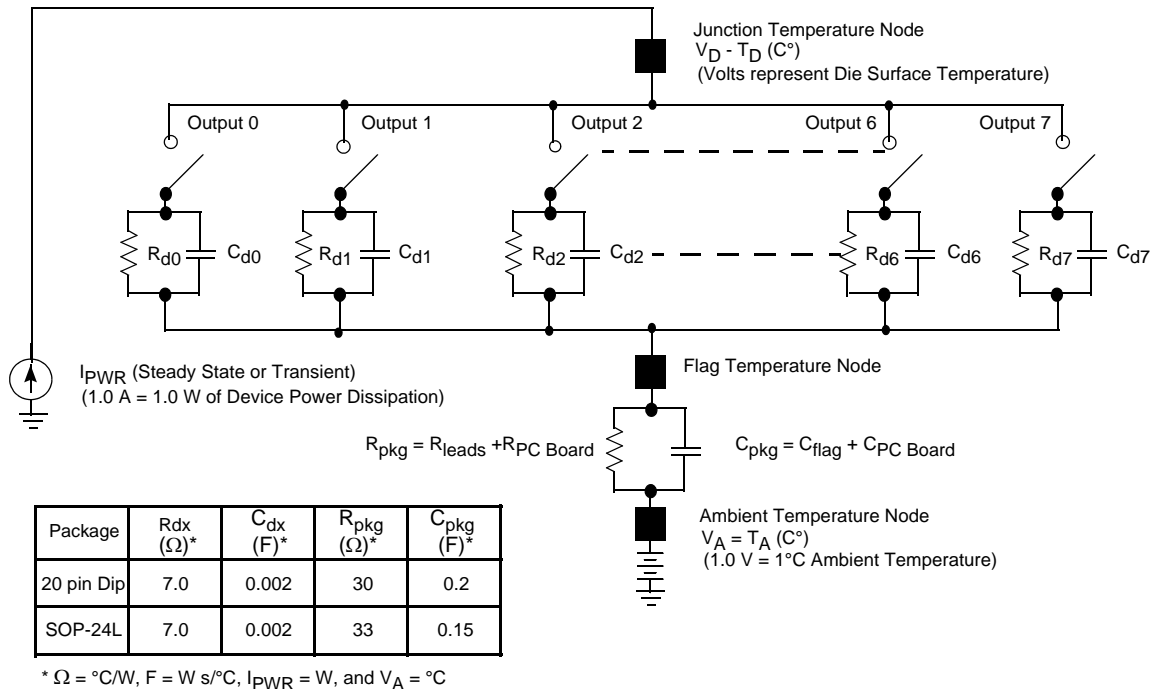 Junction Temperature Node
VD - TD (C°)
(Volts represent Die Surface Temperature)
Output 0
Output 1
Output 2
Output 6
Output 7
Rd0
Cd0
Rd1
Cd1
Rd2
Cd2
Rd6
Cd6
Rd7
Cd7
IPWR (Steady State or Transient)
(1.0 A = 1.0 W of Device Power Dissipation)
Flag Temperature Node
Rpkg = Rleads +RPC Board
Cpkg = Cflag + CPC Board
Ambient Temperature Node
VA = TA (C°)
(1.0 V = 1°C Ambient Temperature)
Package Rdx (Ω)* Cdx (F)* Rpkg (Ω)* Cpkg (F)*
20 pin Dip 7.0 0.002 30 0.2
SOP-24L 7.0 0.002 33 0.15
* Ω = °C/W, F = W s/°C, IPWR = W, and VA = °C